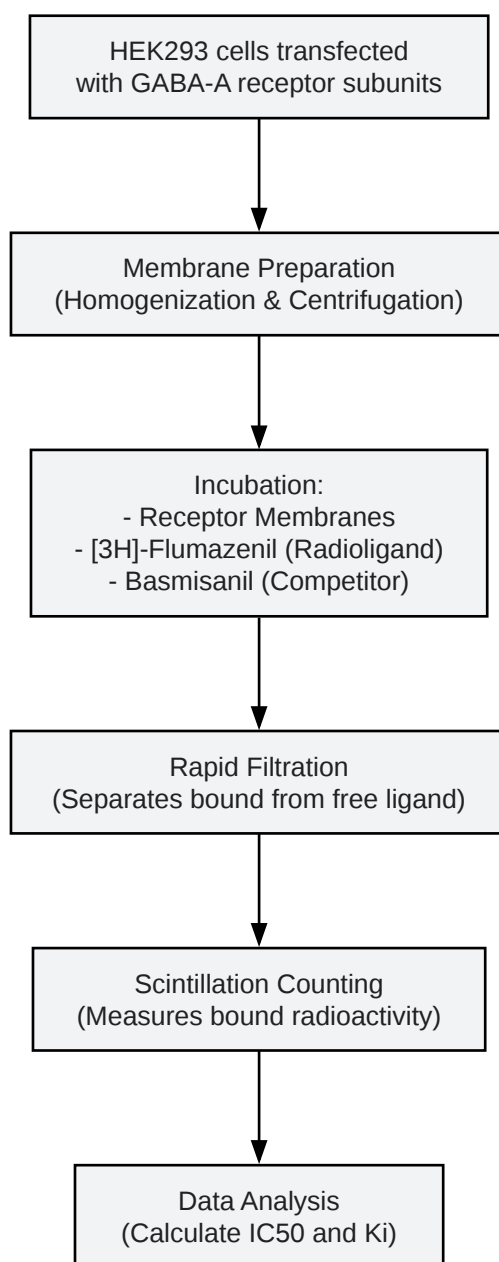 HEK293 cells transfected
with GABA-A receptor subunits
Membrane Preparation
(Homogenization & Centrifugation)
Incubation:
- Receptor Membranes
- [3H]-Flumazenil (Radioligand)
- Basmisanil (Competitor)
Rapid Filtration
(Separates bound from free ligand)
Scintillation Counting
(Measures bound radioactivity)
Data Analysis
(Calculate IC50 and Ki)